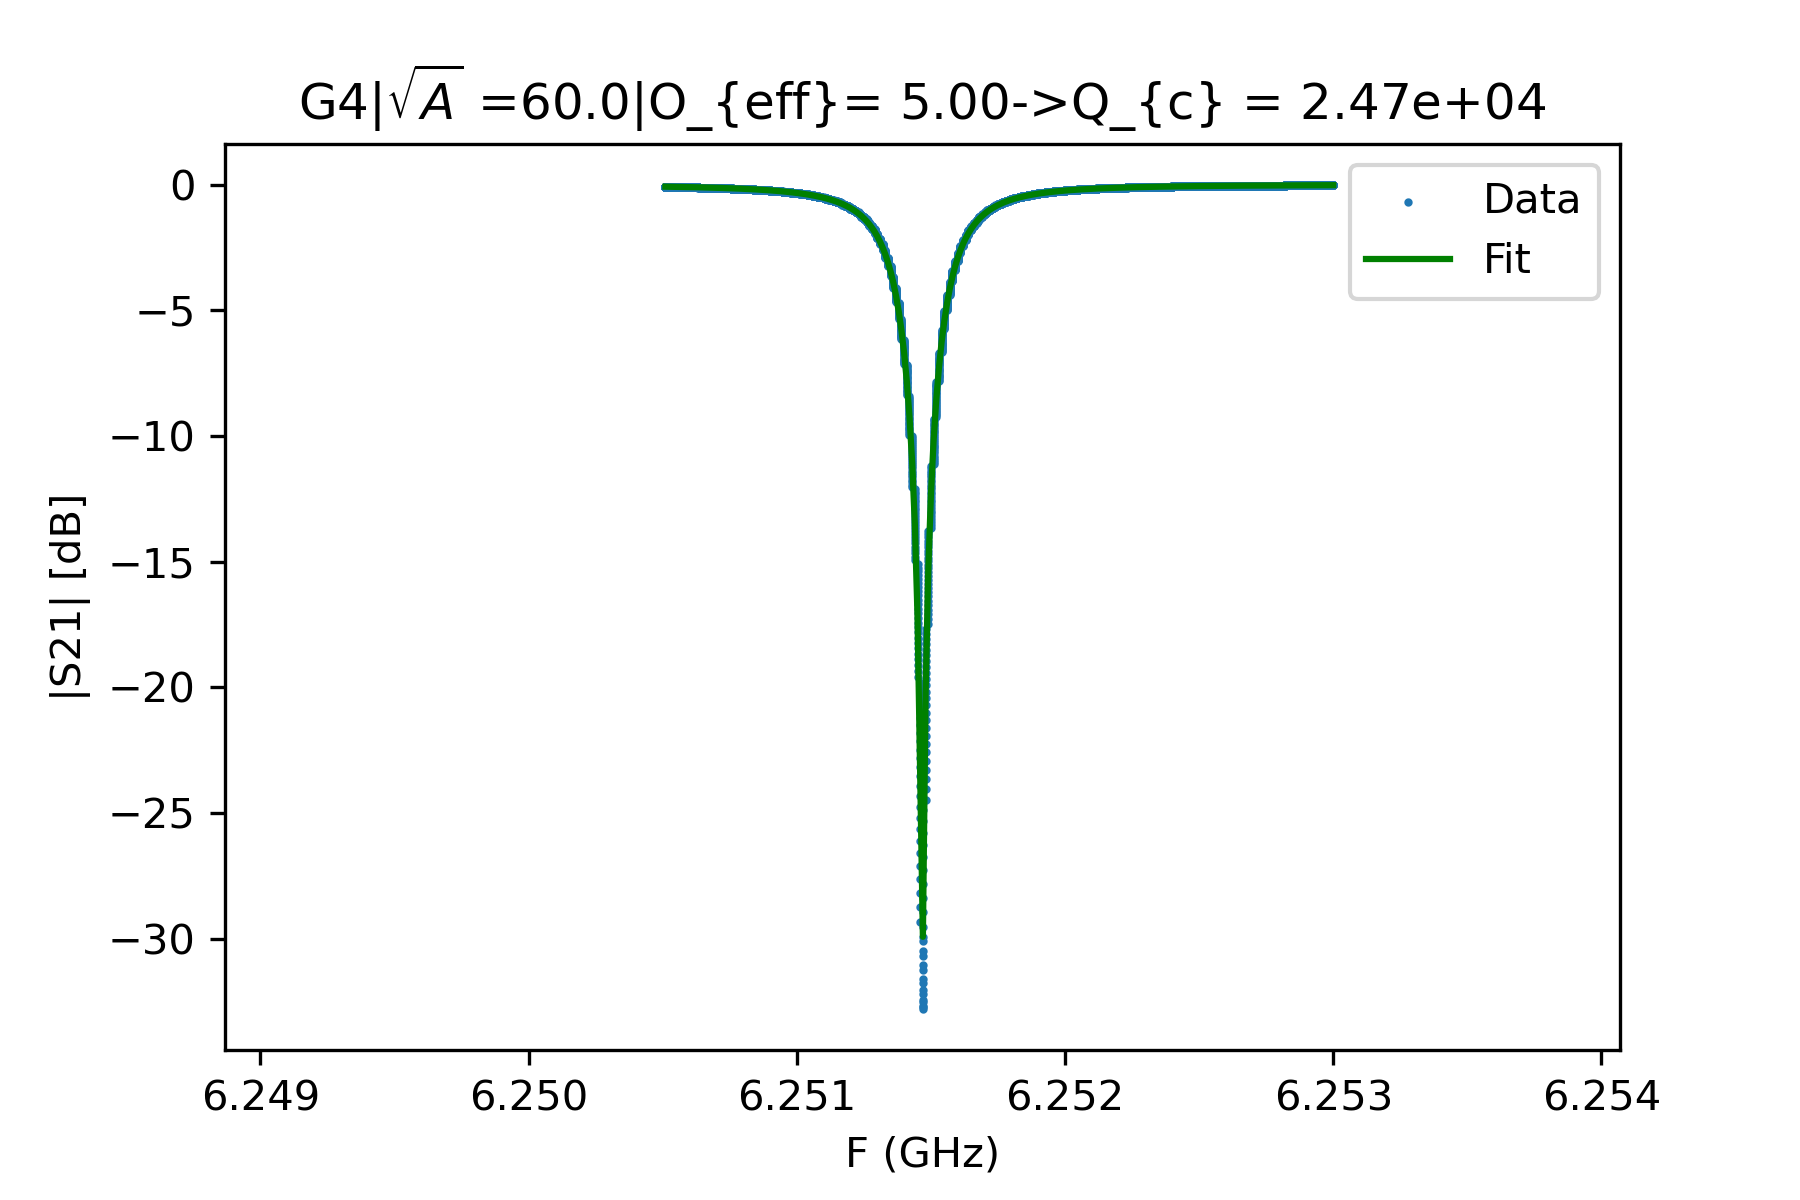 G4|√A =60.0|O_{eff}= 5.00->Q_{c} = 2.47e+04
Data
Fit
0
−5
−10
−15
−20
−25
−30
|S21| [dB]
6.249 6.250 6.251 6.252 6.253 6.254
F (GHz)